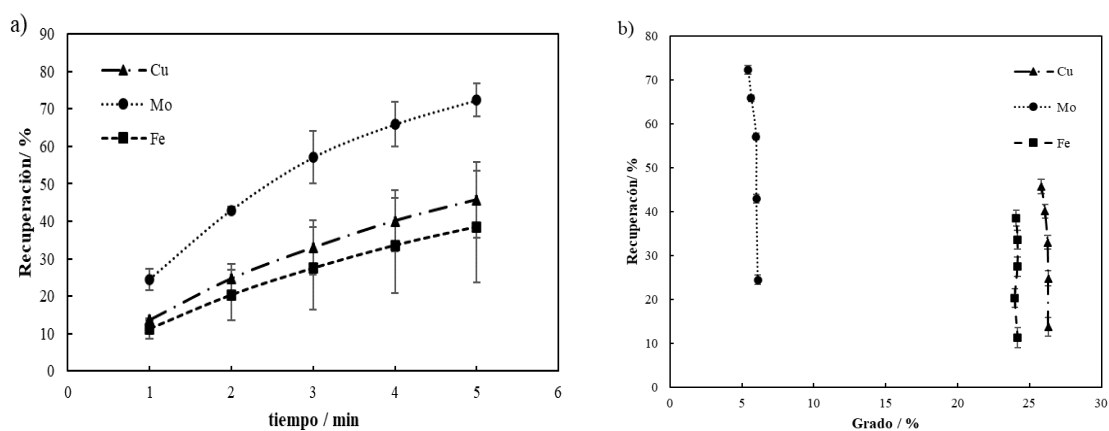 a)
90
80
70
60
50
40
30
20
10
0
Recuperaciòn/ %
Cu
Mo
Fe
0 1 2 3 4 5 6
tiempo / min
b)
80
70
60
50
40
30
20
10
0
Recuperacón/ %
Cu
Mo
Fe
0 5 10 15 20 25 30
Grado / %